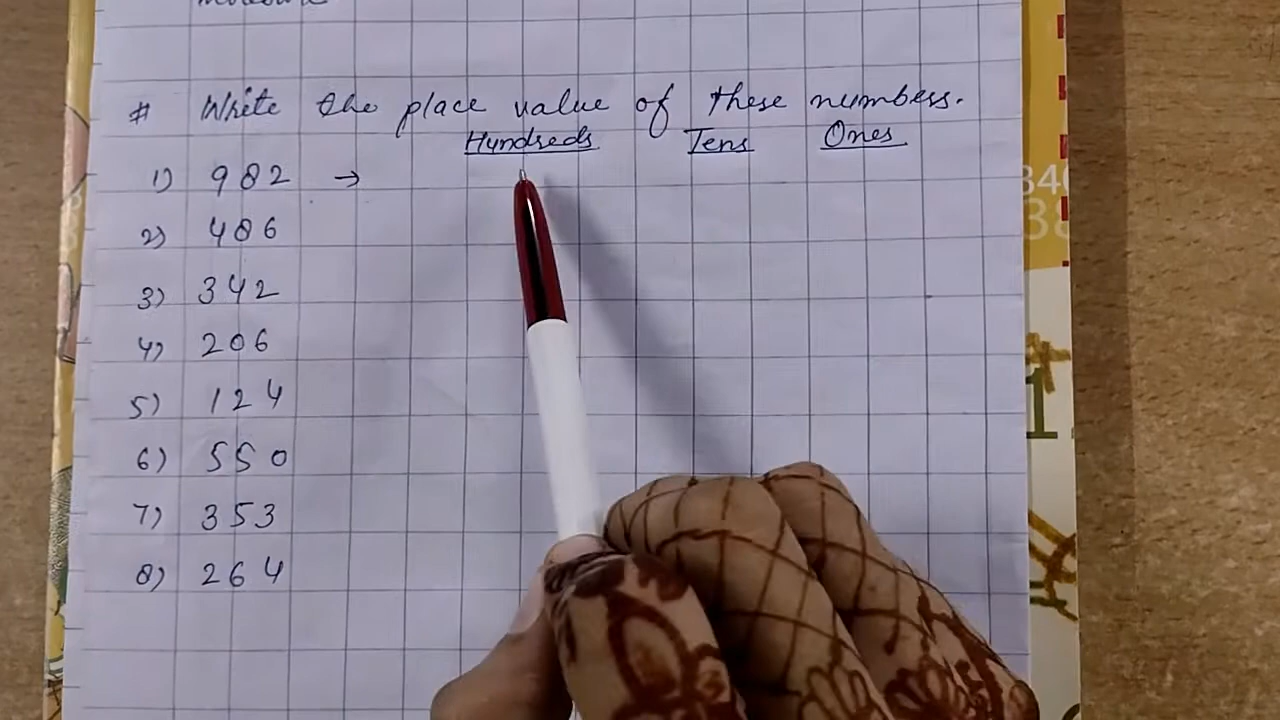 # Write the place value of these numbers.
Hundreds Tens Ones
1) 982 →
2) 486
3) 342
4) 206
5) 124
6) 550
7) 353
8) 264